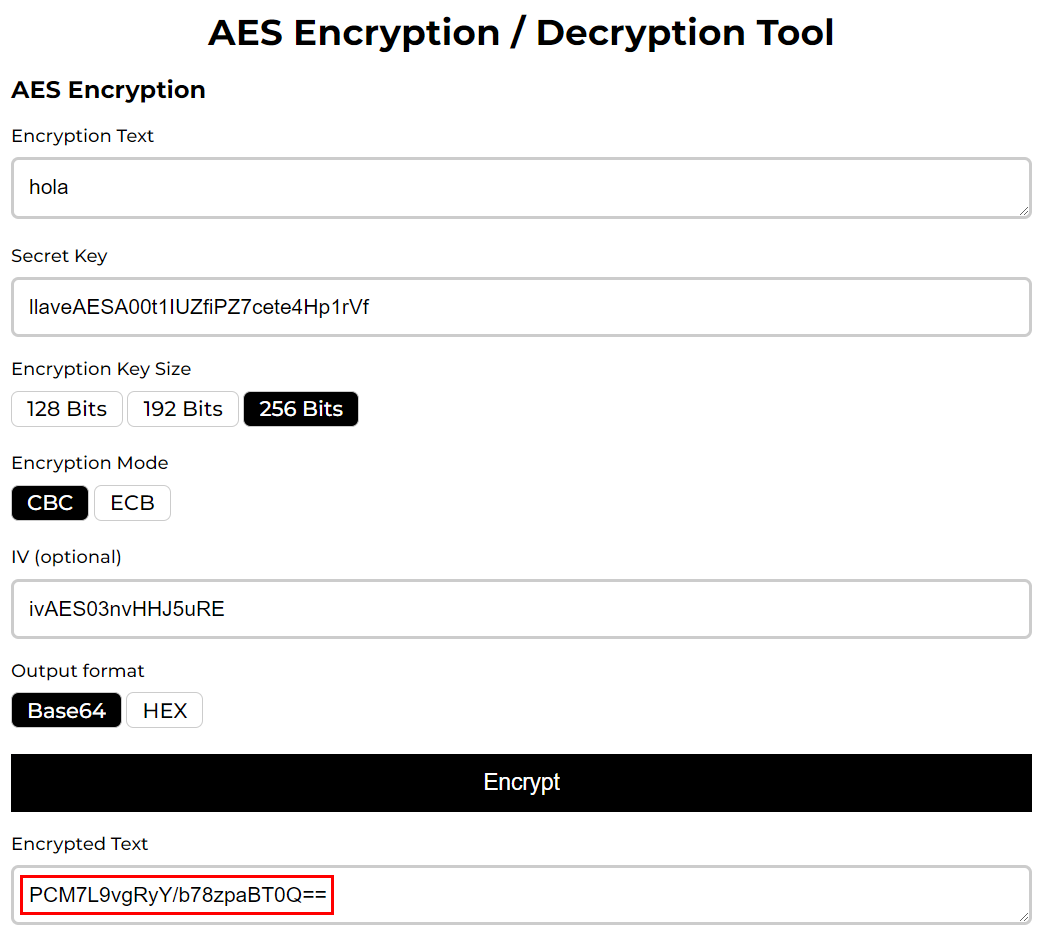 AES Encryption / Decryption Tool
AES Encryption
Encryption Text
hola
Secret Key
llaveAESA00t1IUZfiPZ7cete4Hp1rVf
Encryption Key Size
128 Bits 192 Bits 256 Bits
Encryption Mode
CBC ECB
IV (optional)
ivAES03nvHHJ5uRE
Output format
Base64 HEX
Encrypt
Encrypted Text
PCM7L9vgRyY/b78zpaBT0Q==